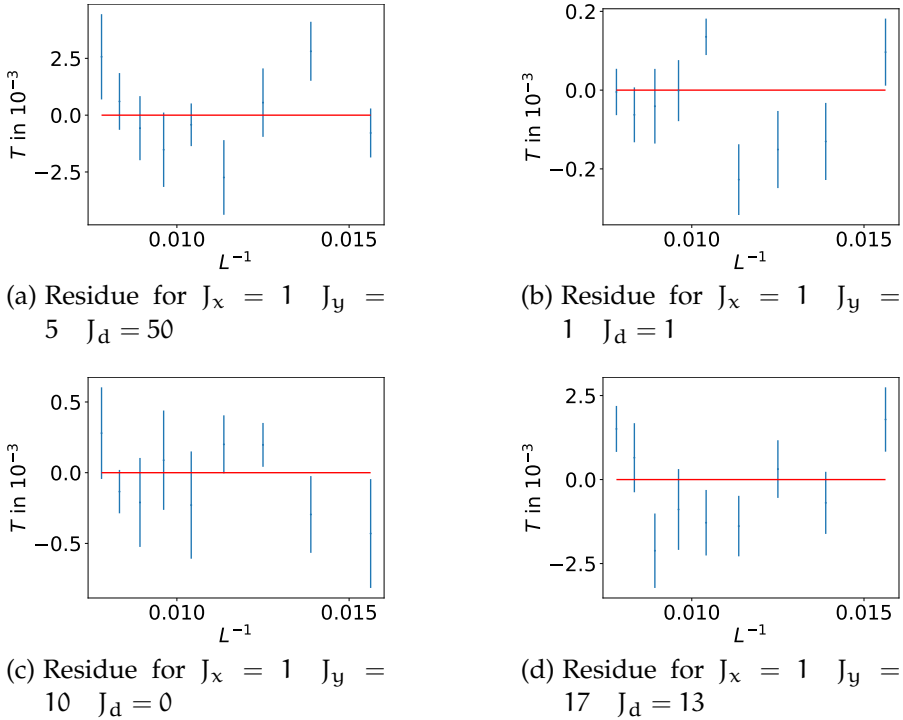 2.5
0.0
−2.5
T in 10⁻³
0.010 0.015
L⁻¹
(a) Residue for Jₓ = 1 J_y =
5 J_d = 50
0.2
0.0
−0.2
T in 10⁻³
0.010 0.015
L⁻¹
(b) Residue for Jₓ = 1 J_y =
1 J_d = 1
0.5
0.0
−0.5
T in 10⁻³
0.010 0.015
L⁻¹
(c) Residue for Jₓ = 1 J_y =
10 J_d = 0
2.5
0.0
−2.5
T in 10⁻³
0.010 0.015
L⁻¹
(d) Residue for Jₓ = 1 J_y =
17 J_d = 13